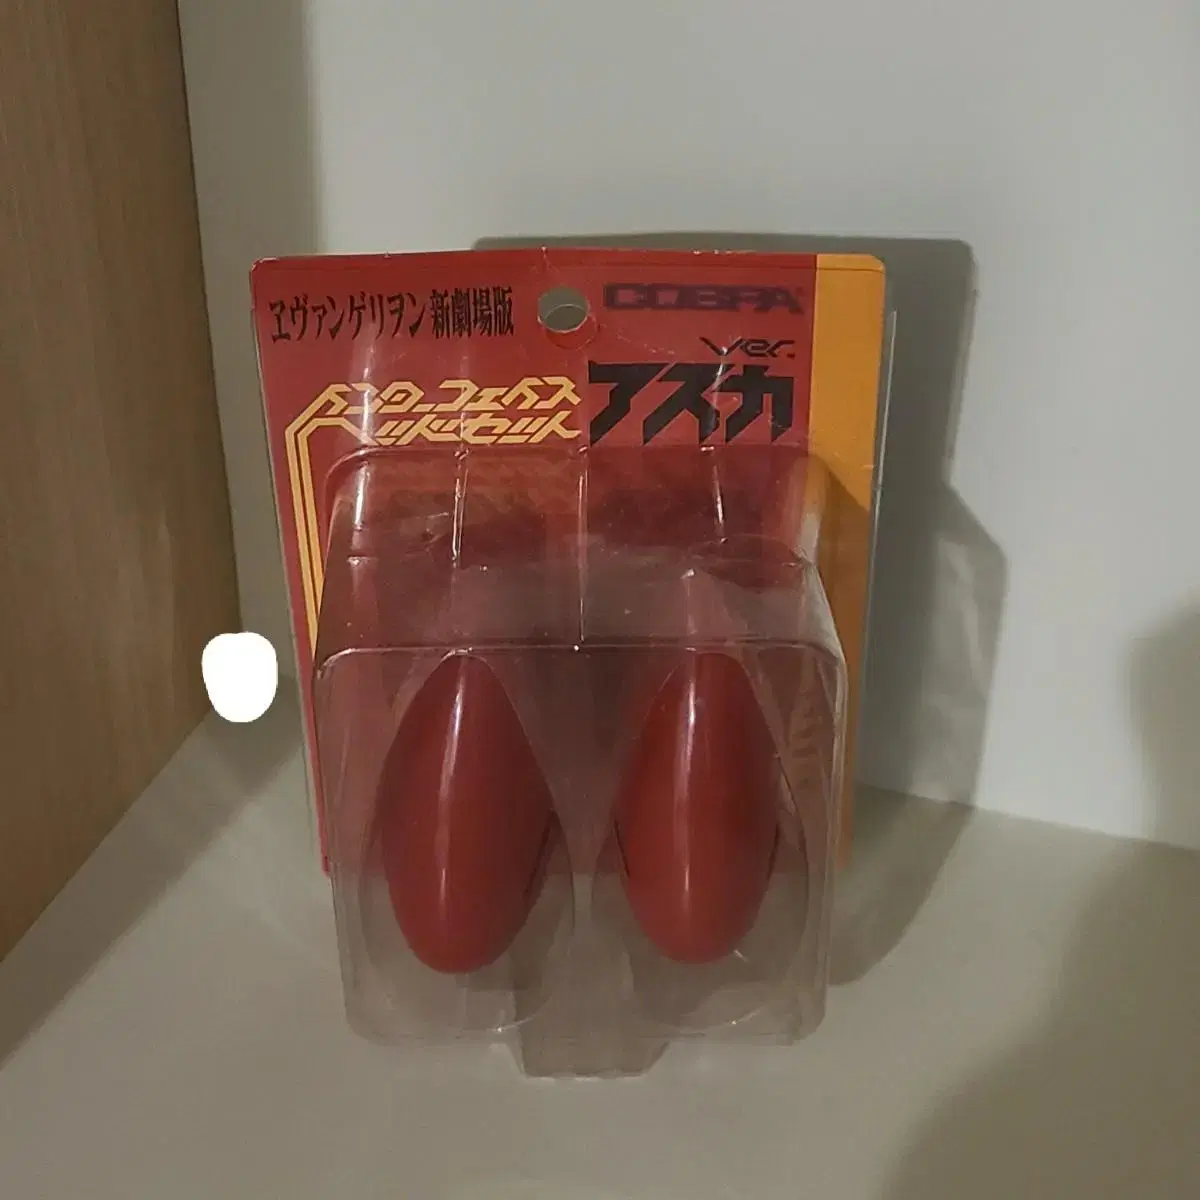 ヱヴァンゲリヲン新劇場版
COBRA
ver.
アスカ
インターフェイス
ヘッドセット